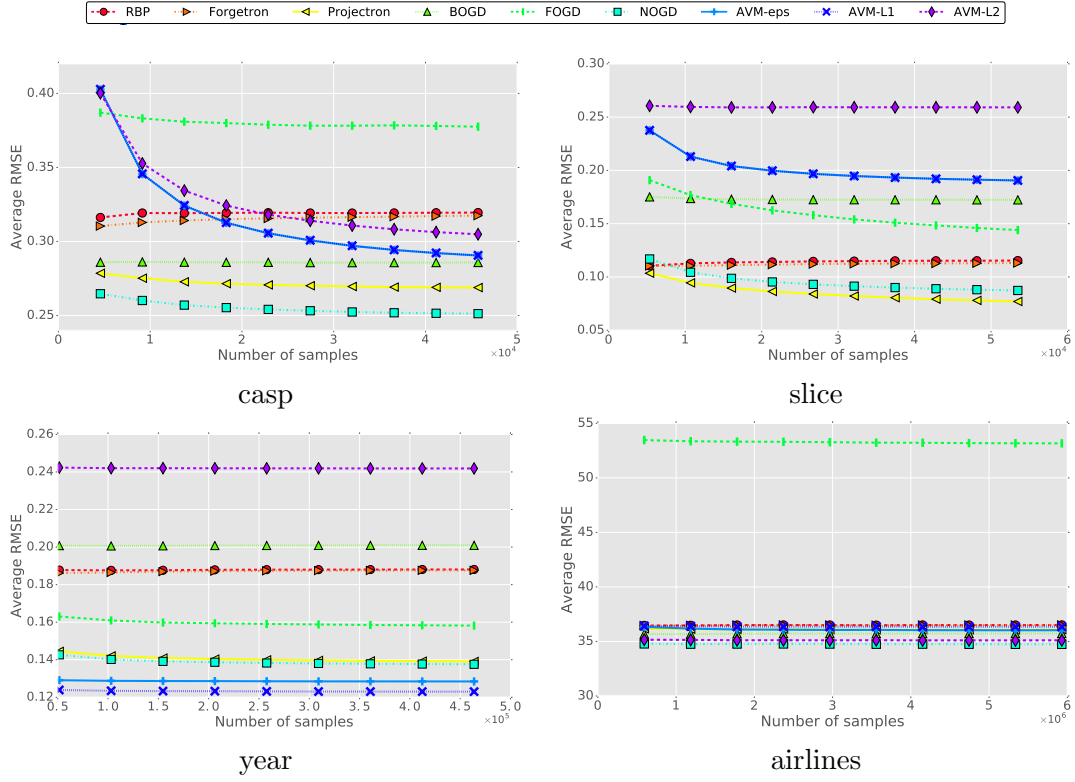 RBP Forgetron Projectron BOGD FOGD NOGD AVM-eps AVM-L1 AVM-L2
0.40
0.35
0.30
0.25
Average RMSE
0 1 2 3 4 5
Number of samples
×10⁴
casp
0.30
0.25
0.20
0.15
0.10
0.05
Average RMSE
0 1 2 3 4 5 6
Number of samples
×10⁴
slice
0.26
0.24
0.22
0.20
0.18
0.16
0.14
0.12
Average RMSE
0.5 1.0 1.5 2.0 2.5 3.0 3.5 4.0 4.5 5.0
Number of samples
×10⁵
year
55
50
45
40
35
30
Average RMSE
0 1 2 3 4 5 6
Number of samples
×10⁶
airlines